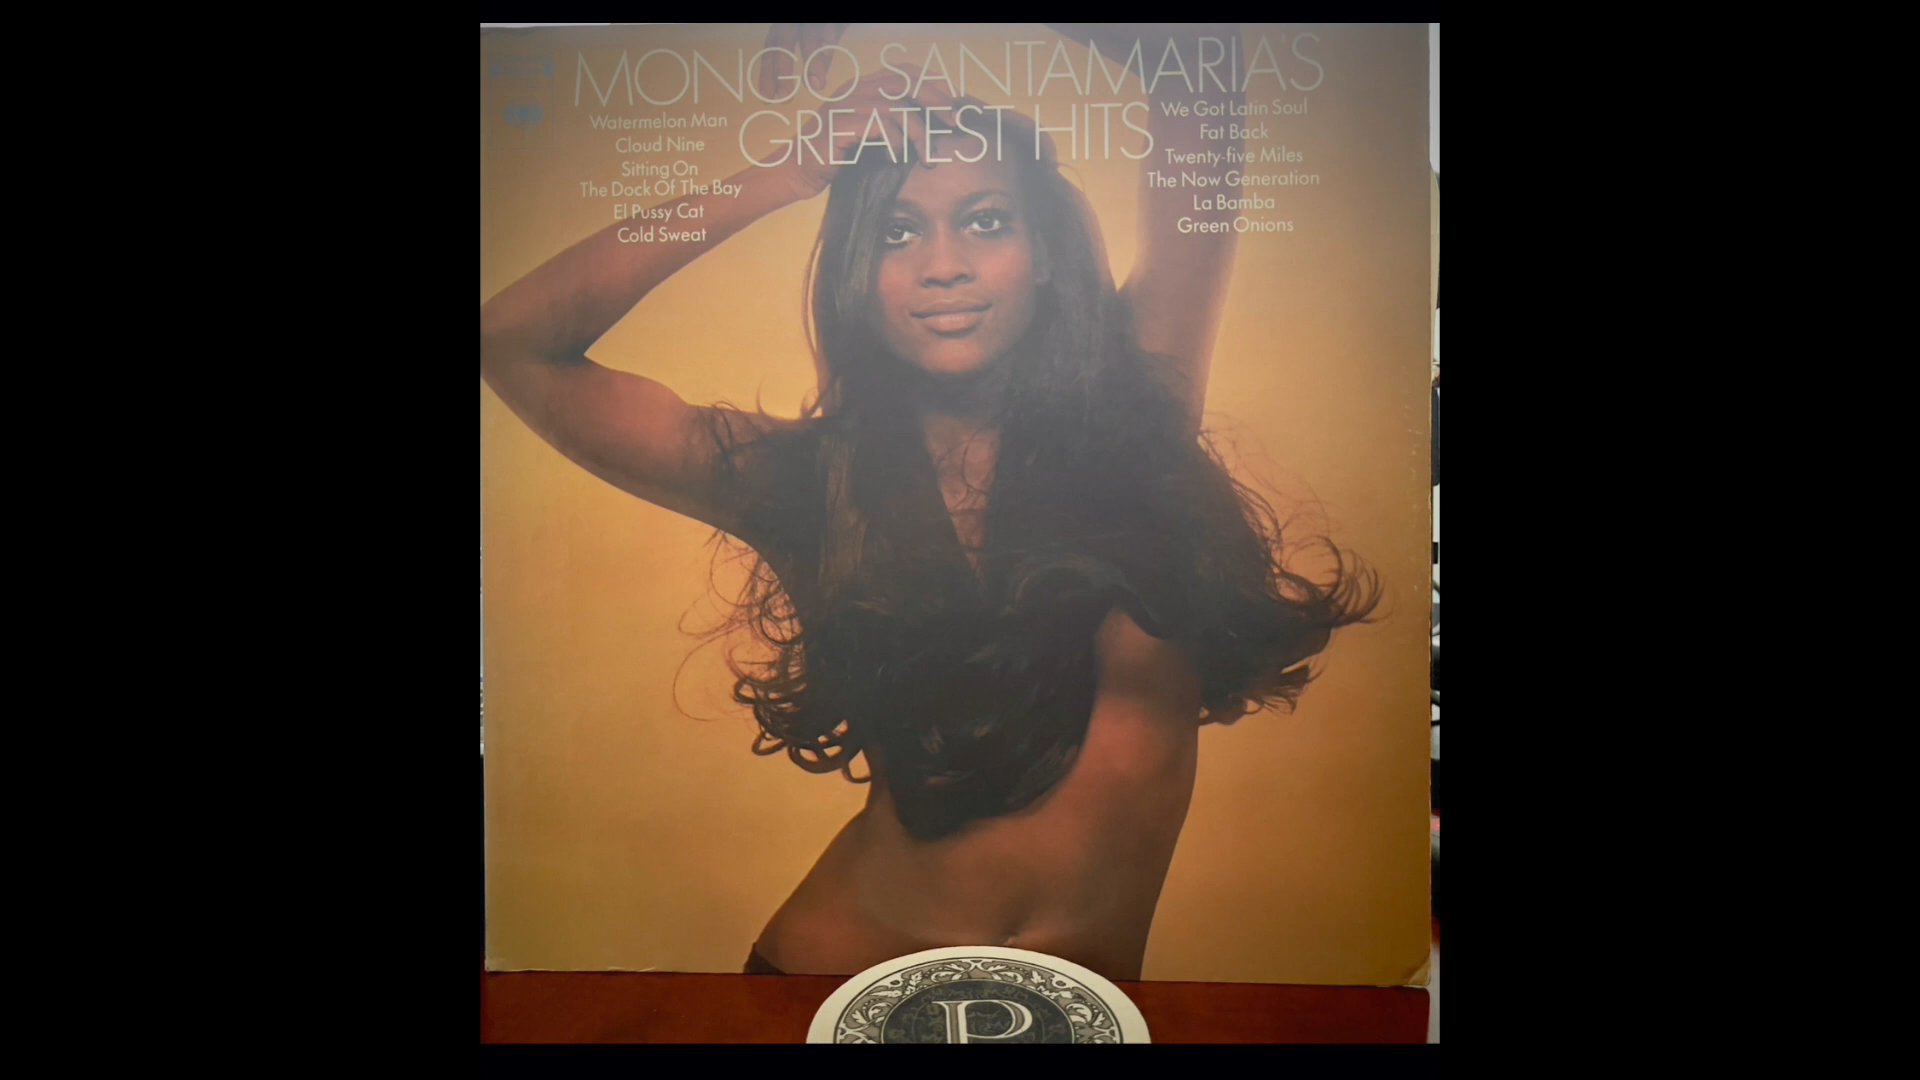 MONGO SANTAMARIA'S
GREATEST HITS
Watermelon Man
Cloud Nine
Sitting On
The Dock Of The Bay
El Pussy Cat
Cold Sweat
We Got Latin Soul
Fat Back
Twenty-five Miles
The Now Generation
La Bamba
Green Onions
P